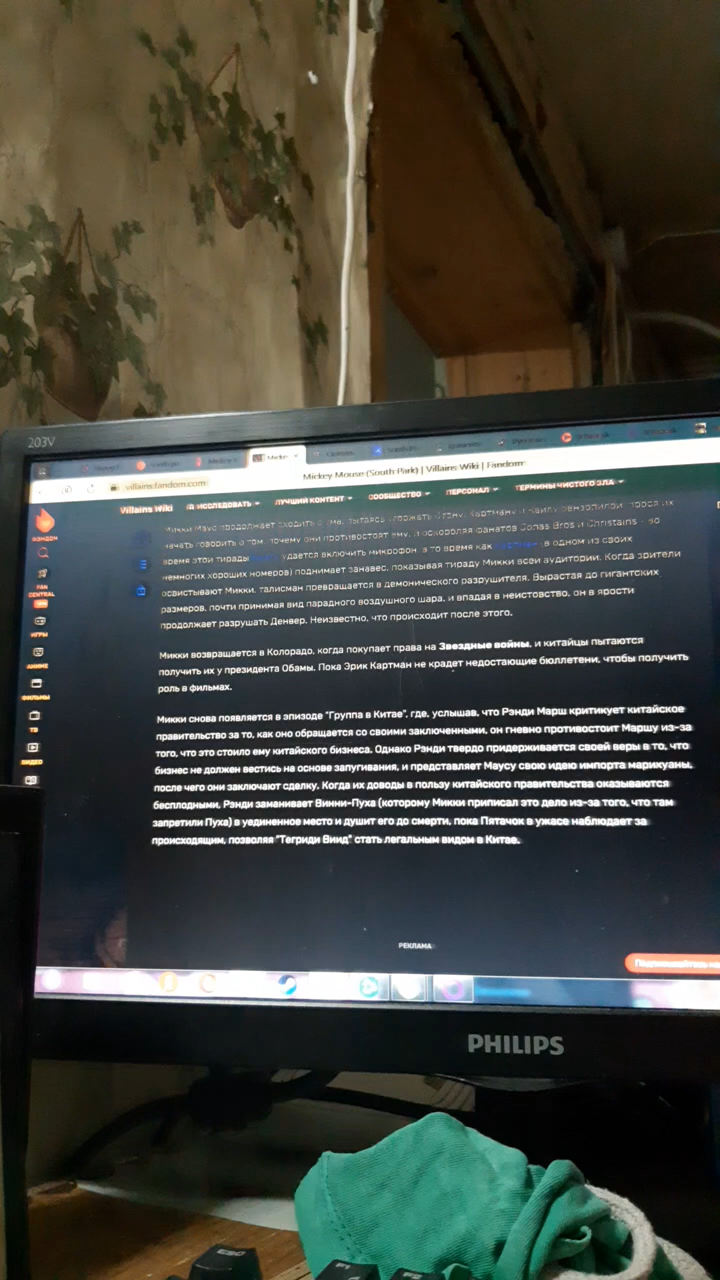 203V
villains.fandom.com
Mickey Mouse (South Park) | Villains Wiki | Fandom
Villains Wiki
ИССЛЕДОВАТЬ
ЛУЧШИЙ КОНТЕНТ
СООБЩЕСТВО
ПЕРСОНАЛ
ТЕРМИНЫ ЧИСТОГО ЗЛА
FAN
CENTRAL
ИГРЫ
АНИМЕ
ФИЛЬМЫ
ТВ
ВИДЕО
Микки Маус продолжает сходить с ума, пытаясь
начать говорить о том, почему они противостоят ему, и оскорбляя фанатов Jonas Bros и Christains - во
время этой тирады удается включить микрофон, в то время как в одном из своих
немногих хороших номеров) поднимает занавес, показывая тираду Микки всей аудитории. Когда зрители
освистывают Микки, талисман превращается в демонического разрушителя. Вырастая до гигантских
размеров, почти принимая вид парадного воздушного шара, и впадая в неистовство, он в ярости
продолжает разрушать Денвер. Неизвестно, что происходит после этого.
Микки возвращается в Колорадо, когда покупает права на Звездные войны, и китайцы пытаются
получить их у президента Обамы. Пока Эрик Картман не крадет недостающие бюллетени, чтобы получить
роль в фильмах.
Микки снова появляется в эпизоде "Группа в Китае", где, услышав, что Рэнди Марш критикует китайское
правительство за то, как оно обращается со своими заключенными, он гневно противостоит Маршу из-за
того, что это стоило ему китайского бизнеса. Однако Рэнди твердо придерживается своей веры в то, что
бизнес не должен вестись на основе запугивания, и представляет Маусу свою идею импорта марихуаны,
после чего они заключают сделку. Когда их доводы в пользу китайского правительства оказываются
бесплодными, Рэнди заманивает Винни-Пуха (которому Микки приписал это дело из-за того, что там
запретили Пуха) в уединенное место и душит его до смерти, пока Пятачок в ужасе наблюдает за
происходящим, позволяя "Тегриди Виид" стать легальным видом в Китае.
РЕКЛАМА
PHILIPS
ESC
F1
F2